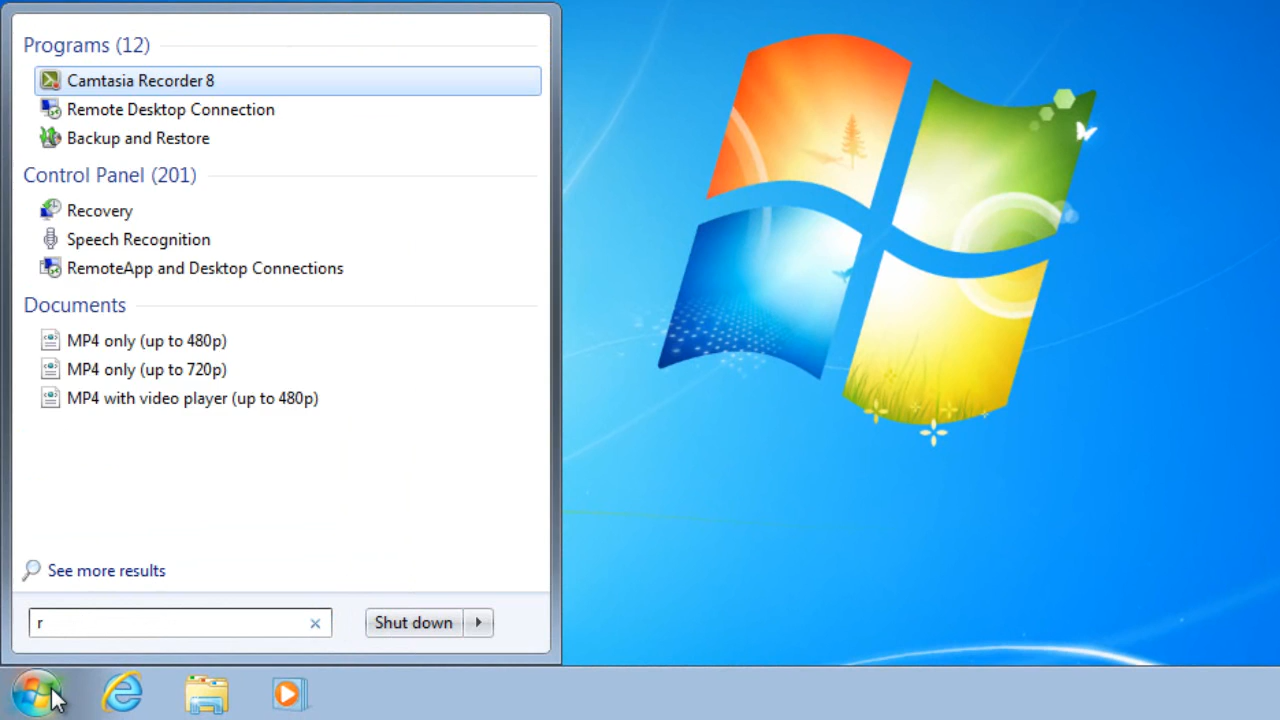 Programs (12)
Camtasia Recorder 8
Remote Desktop Connection
Backup and Restore
Control Panel (201)
Recovery
Speech Recognition
RemoteApp and Desktop Connections
Documents
MP4 only (up to 480p)
MP4 only (up to 720p)
MP4 with video player (up to 480p)
See more results
r
Shut down